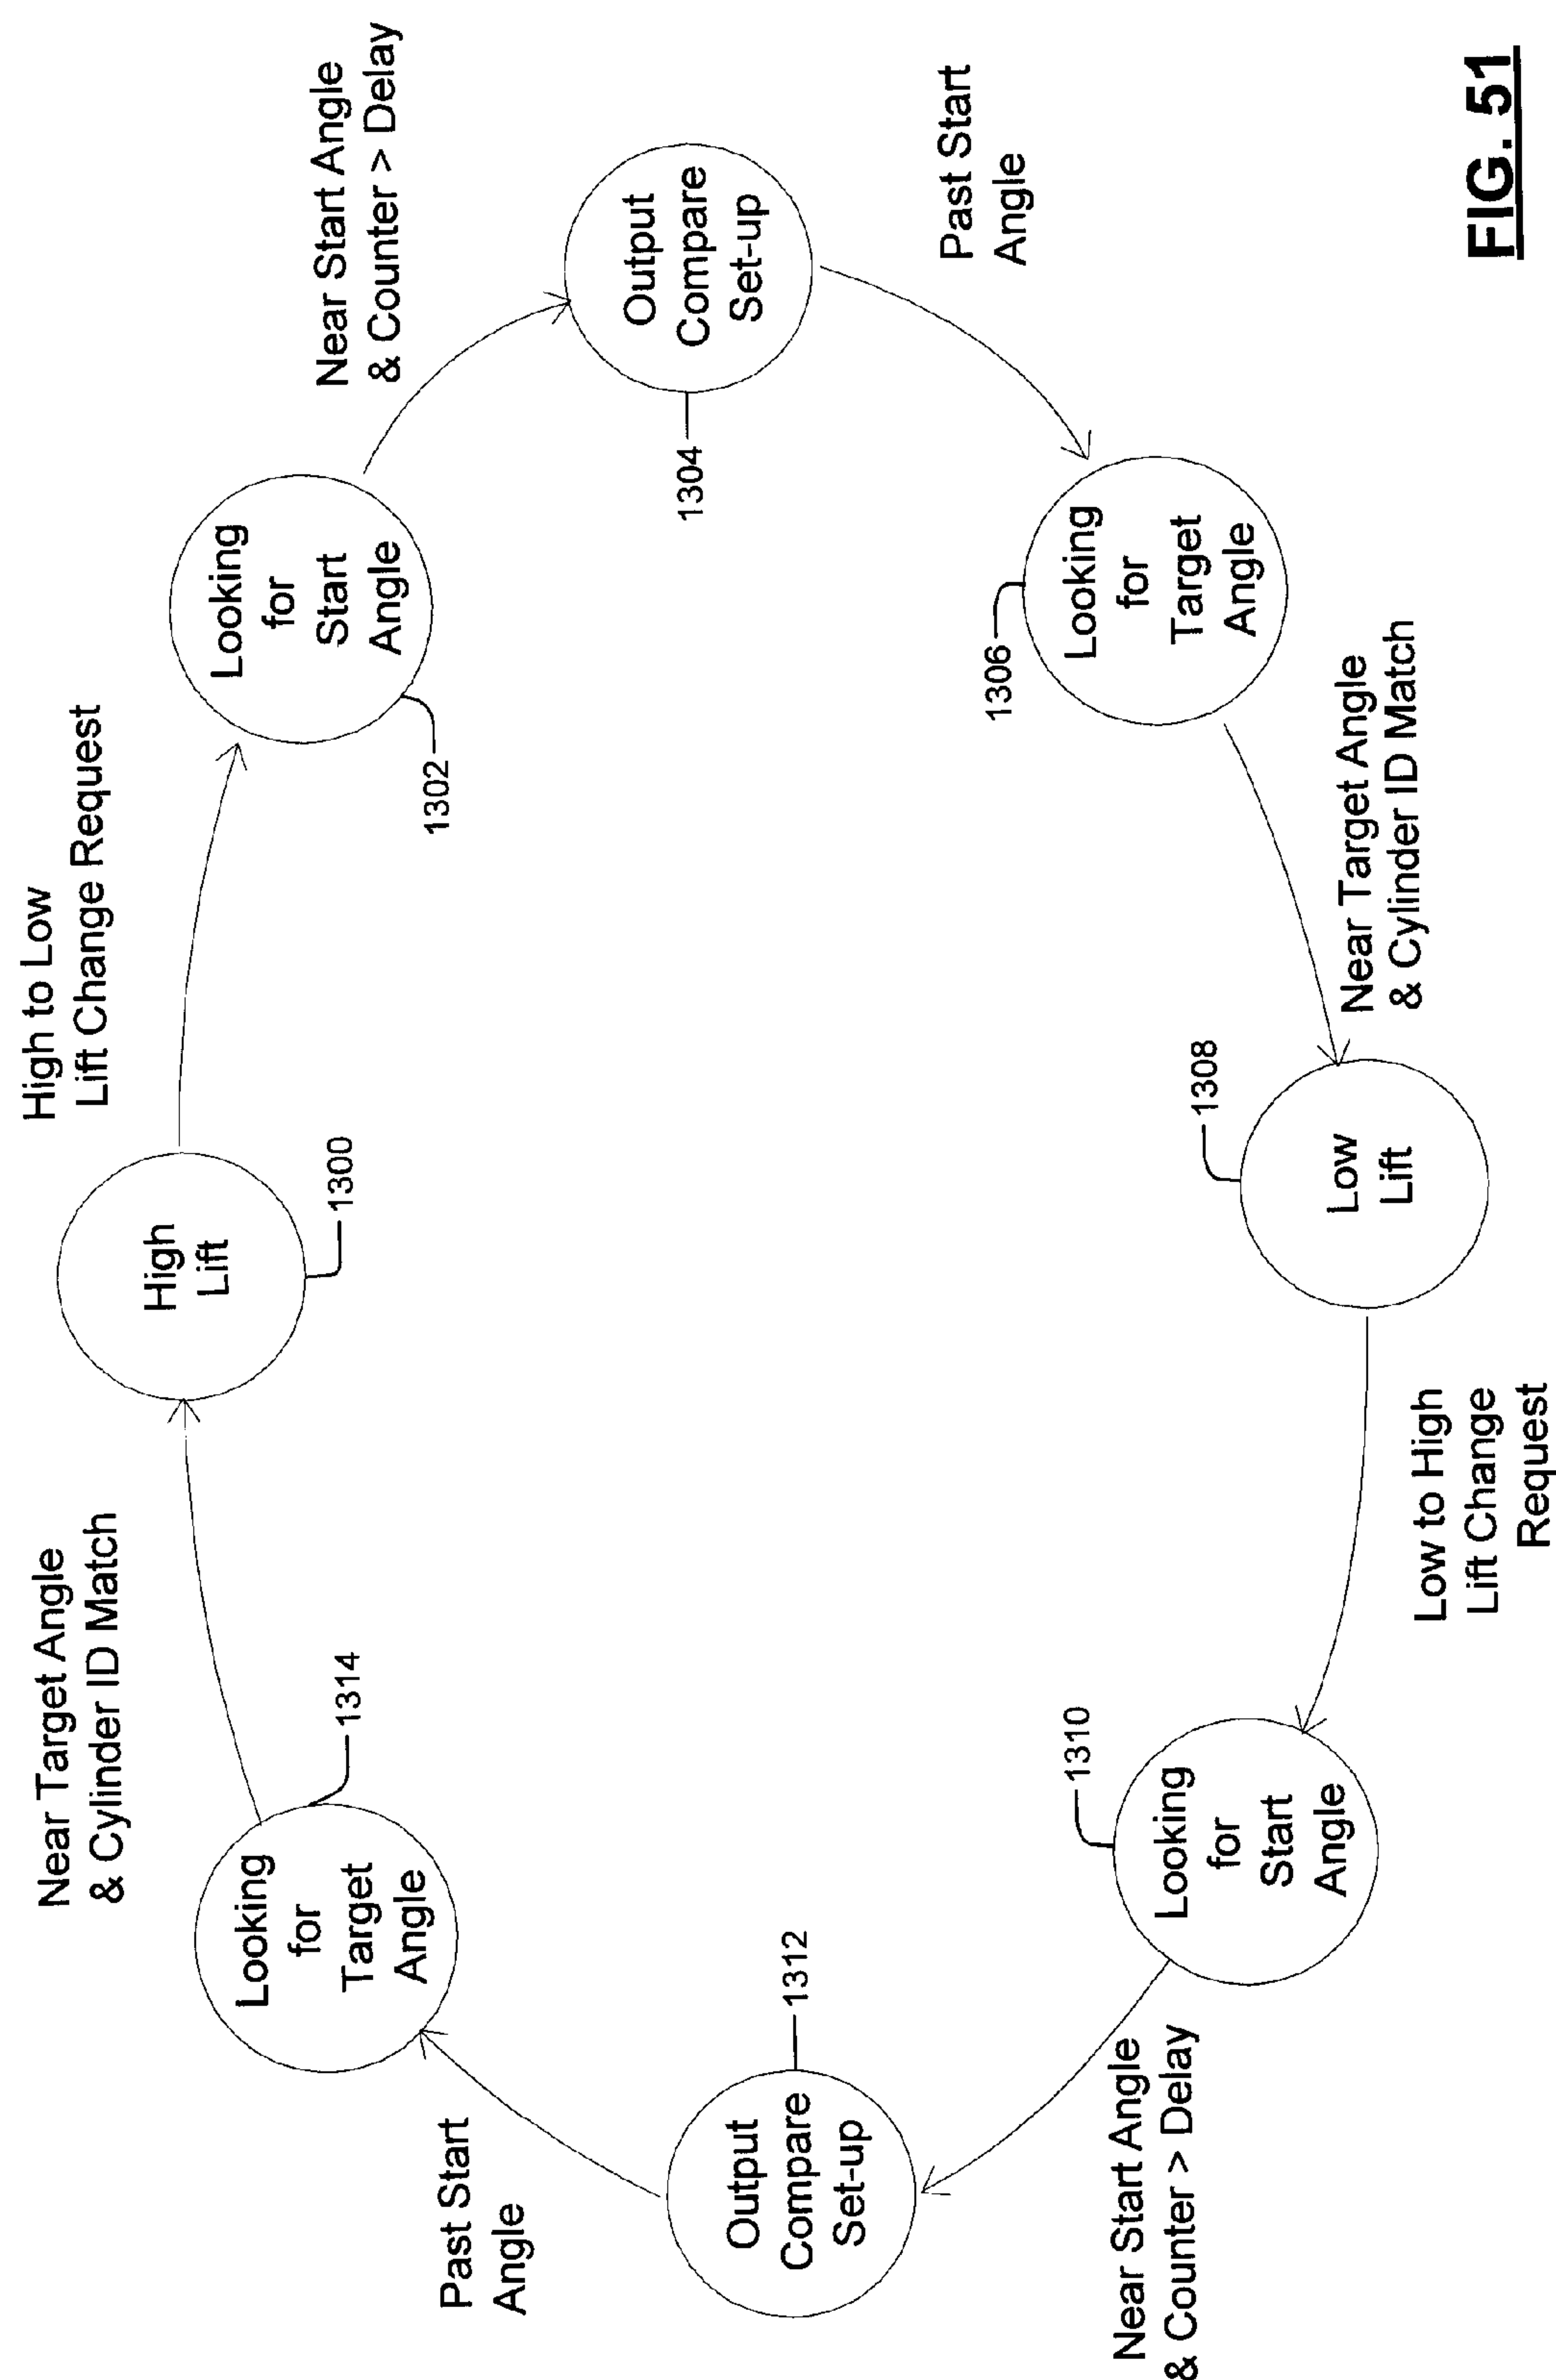 High to Low
Lift Change Request
Near Start Angle
& Counter > Delay
Near Target Angle
& Cylinder ID Match
High
Lift
1300
Looking
for
Start
Angle
1302
Output
Compare
Set-up
1304
Past Start
Angle
Looking
for
Target
Angle
1306
Near Target Angle
& Cylinder ID Match
Low
Lift
1308
Low to High
Lift Change
Request
Looking
for
Start
Angle
1310
Near Start Angle
& Counter > Delay
Output
Compare
Set-up
1312
Past Start
Angle
Looking
for
Target
Angle
1314
FIG. 51